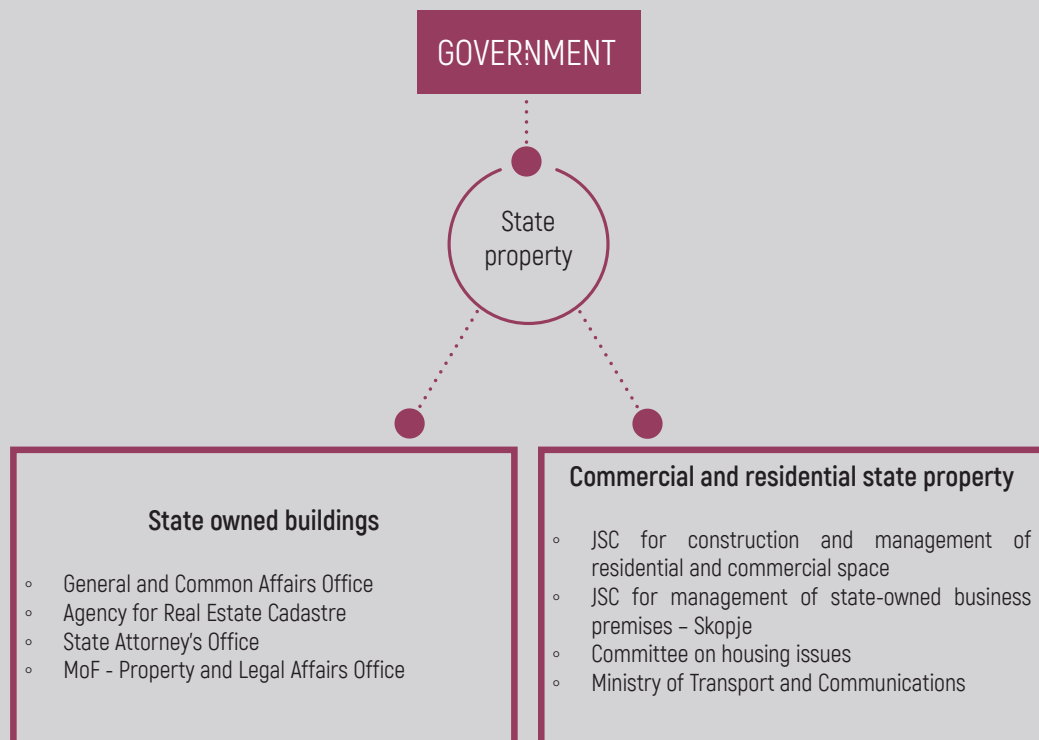 GOVERNMENT
State
property
State owned buildings
◦ General and Common Affairs Office
◦ Agency for Real Estate Cadastre
◦ State Attorney's Office
◦ MoF - Property and Legal Affairs Office
Commercial and residential state property
◦ JSC for construction and management of
residential and commercial space
◦ JSC for management of state-owned business
premises – Skopje
◦ Committee on housing issues
◦ Ministry of Transport and Communications